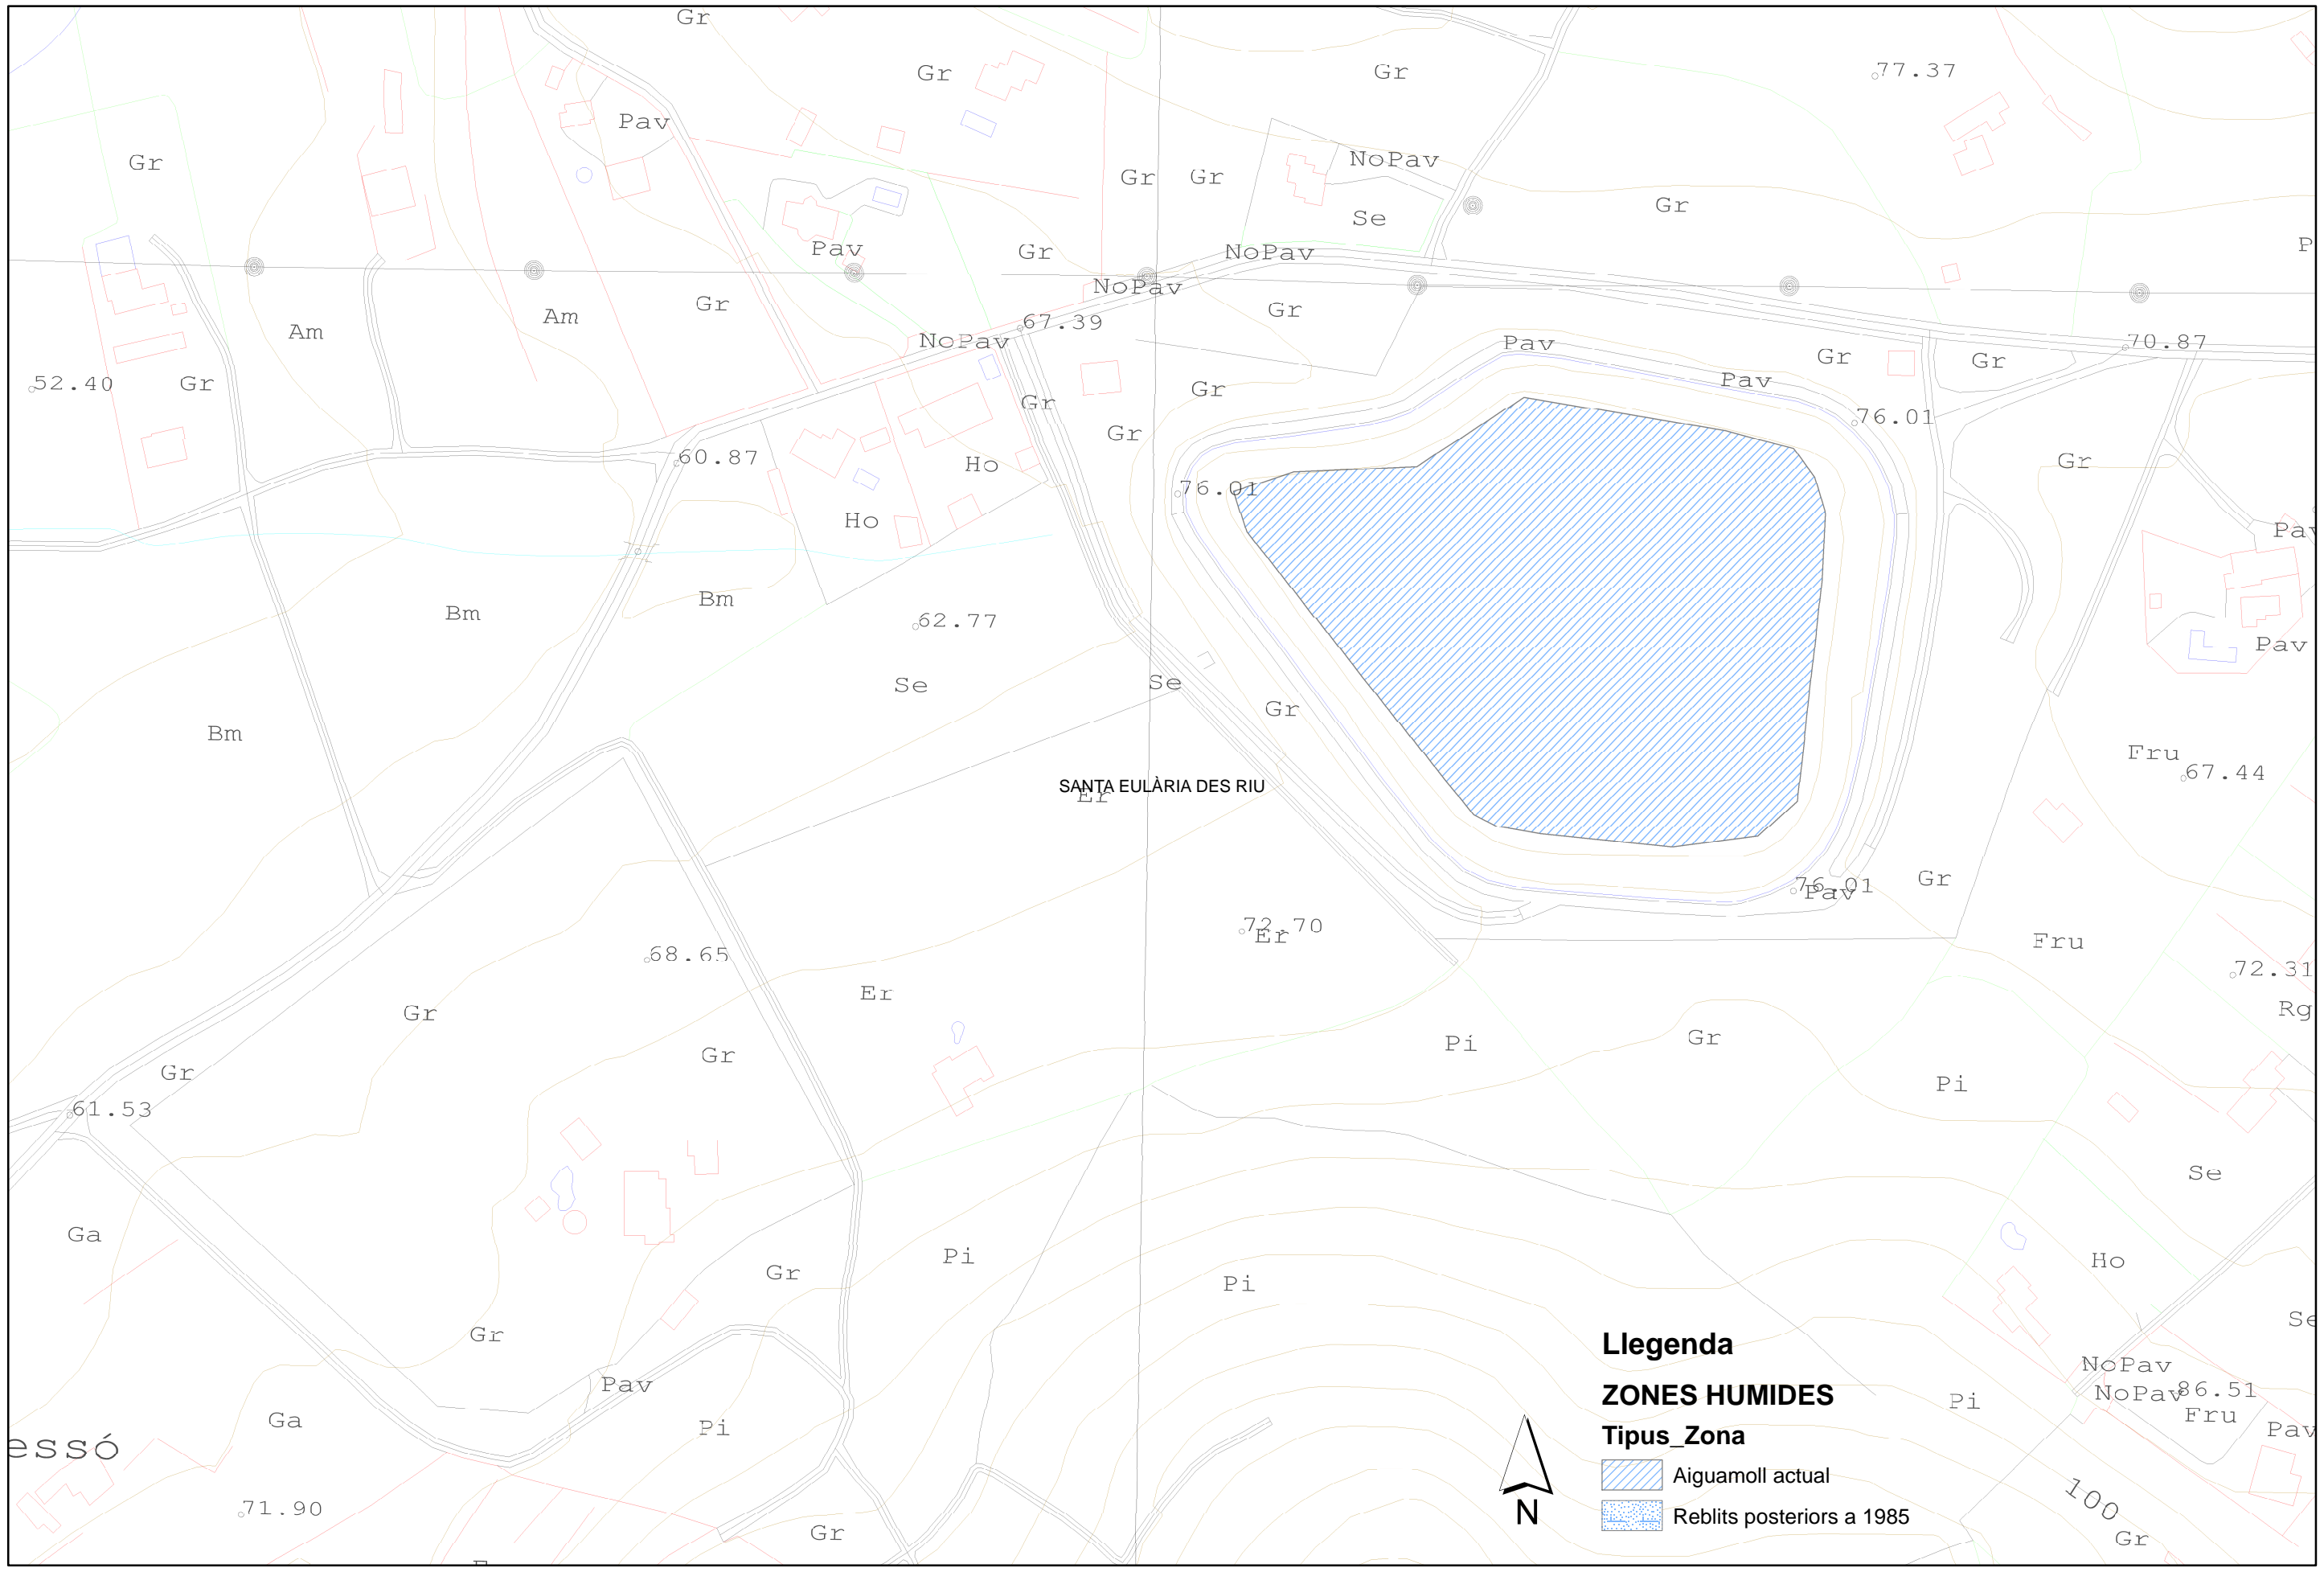 Gr
Gr
Gr
77.37
Pav
NoPav
Gr
Gr
Gr
Gr
Se
Pav
Gr
NoPav
P
NoPav
Gr
Gr
Am
Am
67.39
NoPav
Pav
70.87
Gr
Gr
52.40
Gr
Gr
Pav
Gr
76.01
Gr
60.87
Ho
Gr
76.01
Ho
Pav
Bm
Bm
62.77
Pav
Se
Se
Gr
Bm
Fru
67.44
SANTA EULÀRIA DES RIU
Er
76.01
Pav
Gr
72.70
Er
Fru
68.65
72.31
Er
Rg
Gr
Gr
Pi
Gr
Gr
Pi
61.53
Se
Ga
Pi
Gr
Pi
Ho
Gr
Se
Llegenda
NoPav
Pav
ZONES HUMIDES
NoPav
86.51
Pi
Ga
Fru
Pi
Pav
essó
Tipus_Zona
Aiguamoll actual
100
71.90
N
Reblits posteriors a 1985
Gr
Gr